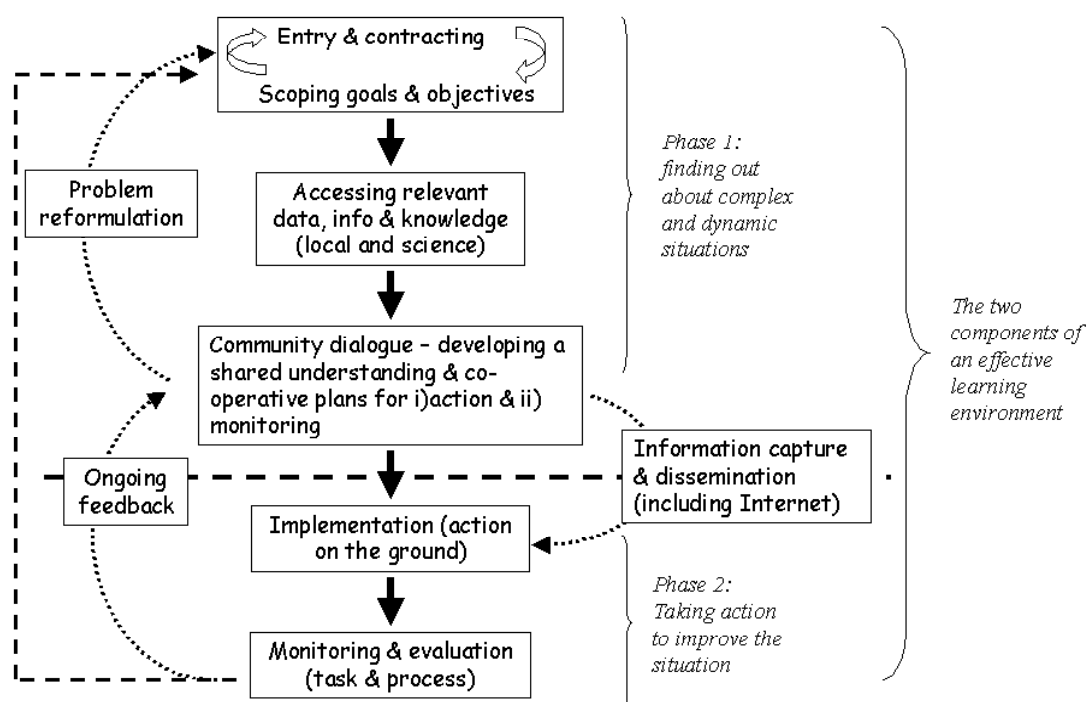 Entry & contracting
Scoping goals & objectives
Problem
reformulation
Accessing relevant
data, info & knowledge
(local and science)
Phase 1:
finding out
about complex
and dynamic
situations
The two
components of
an effective
learning
environment
Community dialogue – developing a
shared understanding & co-
operative plans for i)action & ii)
monitoring
Ongoing
feedback
Information capture
& dissemination
(including Internet)
Implementation (action
on the ground)
Phase 2:
Taking action
to improve the
situation
Monitoring & evaluation
(task & process)